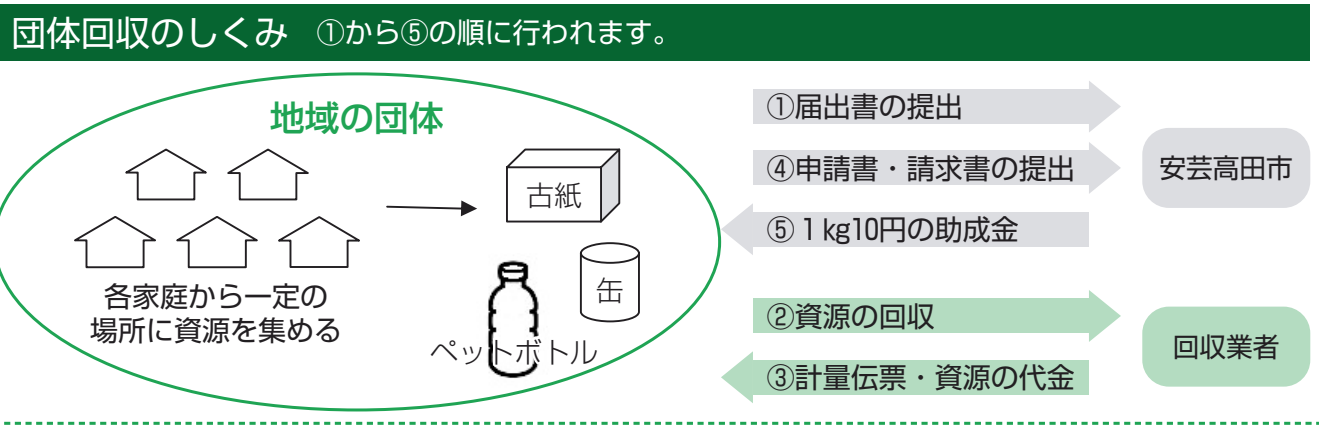 団体回収のしくみ ①から⑤の順に行われます。
地域の団体
各家庭から一定の
場所に資源を集める
古紙
缶
ペットボトル
①届出書の提出
④申請書・請求書の提出
⑤1kg10円の助成金
安芸高田市
②資源の回収
③計量伝票・資源の代金
回収業者